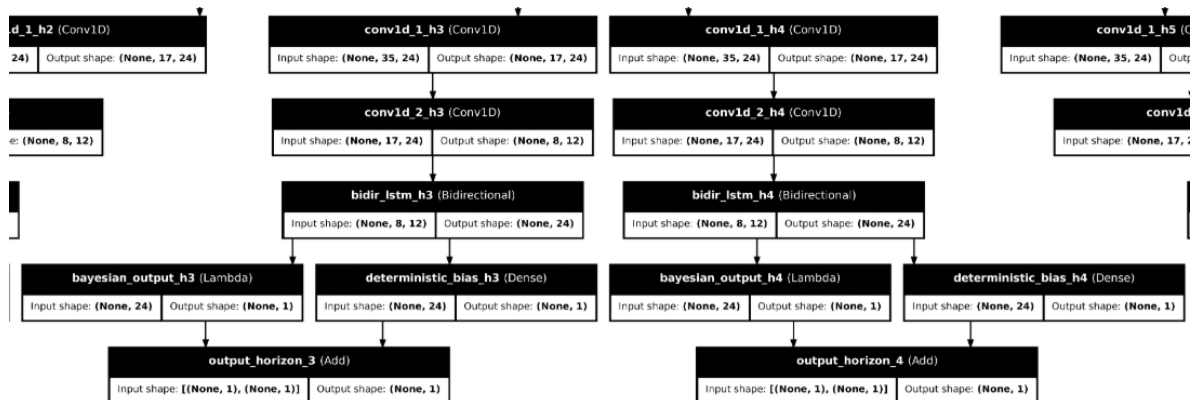 d_1_h2 (Conv1D)
24) Output shape: (None, 17, 24)
conv1d_1_h3 (Conv1D)
Input shape: (None, 35, 24) Output shape: (None, 17, 24)
conv1d_1_h4 (Conv1D)
Input shape: (None, 35, 24) Output shape: (None, 17, 24)
conv1d_1_h5 (C
Input shape: (None, 35, 24) Outp
e: (None, 8, 12)
conv1d_2_h3 (Conv1D)
Input shape: (None, 17, 24) Output shape: (None, 8, 12)
conv1d_2_h4 (Conv1D)
Input shape: (None, 17, 24) Output shape: (None, 8, 12)
conv1d
Input shape: (None, 17, 2
bidir_lstm_h3 (Bidirectional)
Input shape: (None, 8, 12) Output shape: (None, 24)
bidir_lstm_h4 (Bidirectional)
Input shape: (None, 8, 12) Output shape: (None, 24)
bayesian_output_h3 (Lambda)
Input shape: (None, 24) Output shape: (None, 1)
deterministic_bias_h3 (Dense)
Input shape: (None, 24) Output shape: (None, 1)
bayesian_output_h4 (Lambda)
Input shape: (None, 24) Output shape: (None, 1)
deterministic_bias_h4 (Dense)
Input shape: (None, 24) Output shape: (None, 1)
output_horizon_3 (Add)
Input shape: [(None, 1), (None, 1)] Output shape: (None, 1)
output_horizon_4 (Add)
Input shape: [(None, 1), (None, 1)] Output shape: (None, 1)